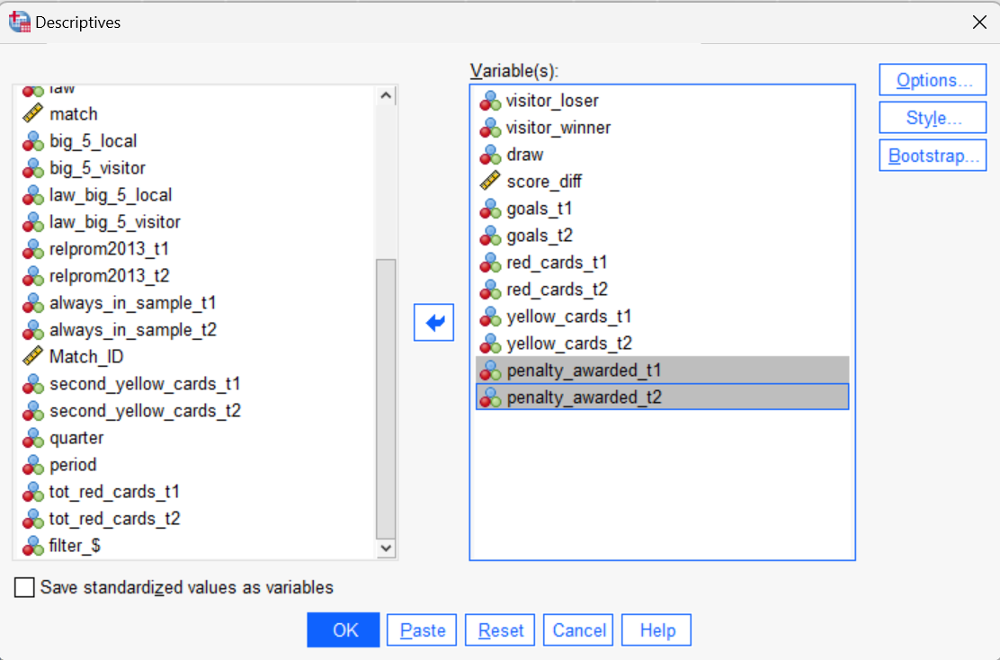 Descriptives
law
match
big_5_local
big_5_visitor
law_big_5_local
law_big_5_visitor
relprom2013_t1
relprom2013_t2
always_in_sample_t1
always_in_sample_t2
Match_ID
second_yellow_cards_t1
second_yellow_cards_t2
quarter
period
tot_red_cards_t1
tot_red_cards_t2
filter_$
Variable(s):
visitor_loser
visitor_winner
draw
score_diff
goals_t1
goals_t2
red_cards_t1
red_cards_t2
yellow_cards_t1
yellow_cards_t2
penalty_awarded_t1
penalty_awarded_t2
Options...
Style...
Bootstrap...
Save standardized values as variables
OK Paste Reset Cancel Help